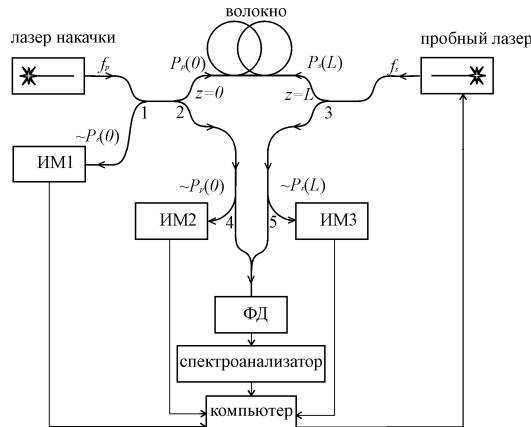 волокно
лазер накачки
f_p
P_p(0)
P_s(L)
f_s
пробный лазер
z=0
z=L
1
2
3
~P_s(0)
ИМ1
~P_p(0)
~P_s(L)
ИМ2
4
5
ИМ3
ФД
спектроанализатор
компьютер